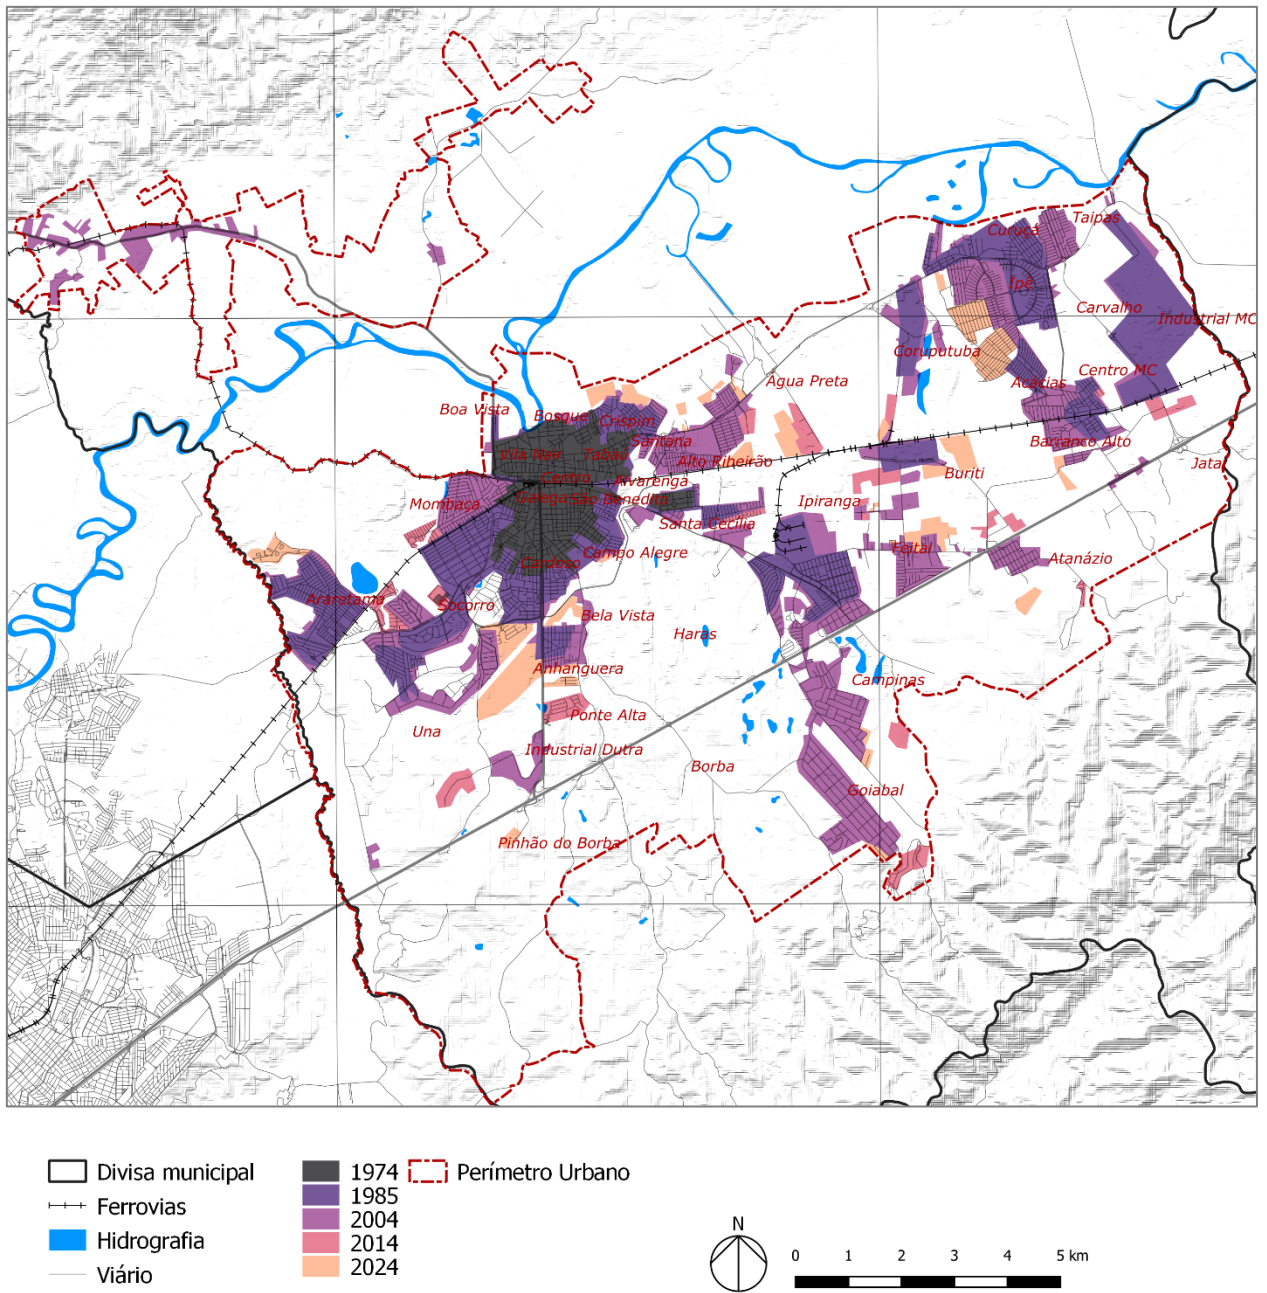 Taipas
Curuçá
Ipê
Carvalho
Industrial MC
Coruputuba
Centro MC
Acácias
Água Preta
Boa Vista
Bosque
Crispim
Santana
Barranco Alto
Vila Nair
Tabaú
Alto Ribeirão
Jataí
Buriti
Centro
Alvarenga
Galega
São Benedito
Mombaça
Ipiranga
Santa Cecília
Campo Alegre
Feital
Atanázio
Cardoso
Araretama
Socorro
Bela Vista
Haras
Anhanguera
Campinas
Ponte Alta
Una
Industrial Dutra
Borba
Goiabal
Pinhão do Borba
Divisa municipal
Ferrovias
Hidrografia
Viário
1974
1985
2004
2014
2024
Perímetro Urbano
N
0 1 2 3 4 5 km